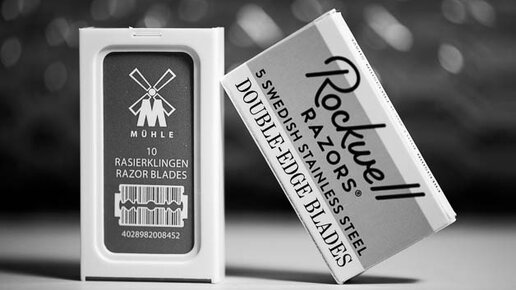 MÜHLE
10
RASIERKLINGEN
RAZOR BLADES
4028982008452
Rockwell
RAZORS®
5 SWEDISH STAINLESS STEEL
DOUBLE-EDGE BLADES